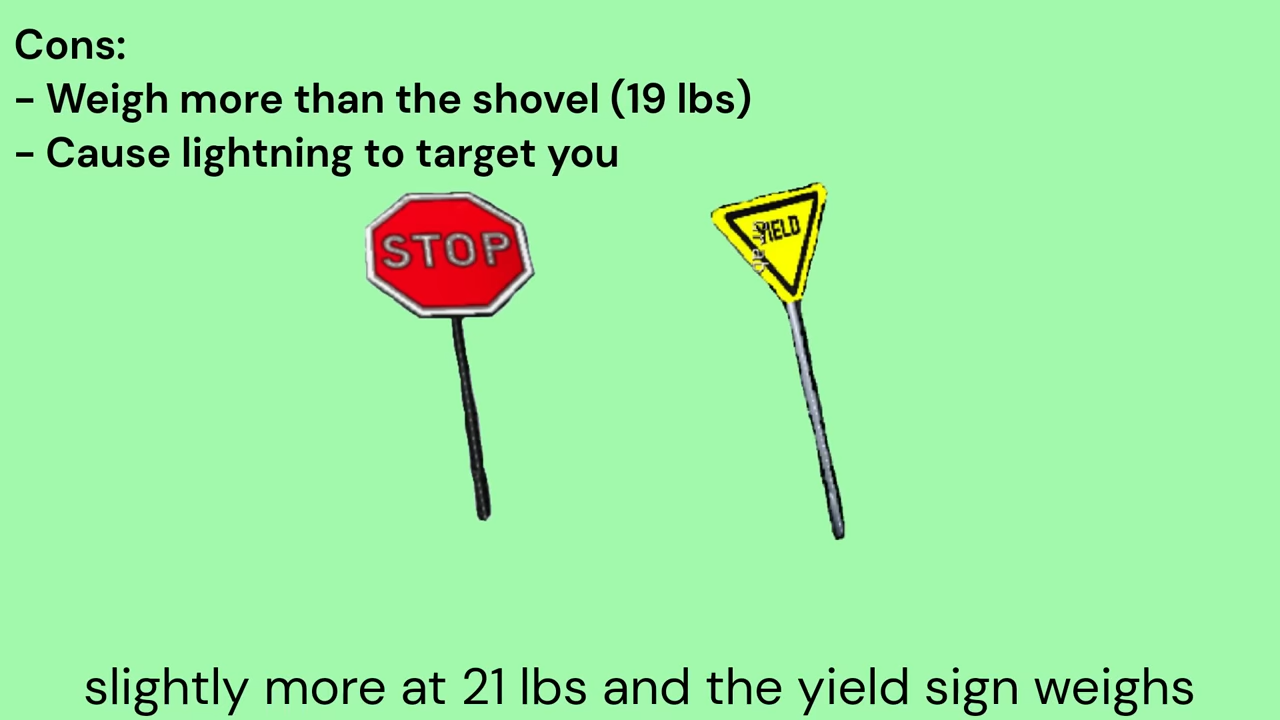 Cons:
- Weigh more than the shovel (19 lbs)
- Cause lightning to target you
STOP
YIELD
slightly more at 21 lbs and the yield sign weighs